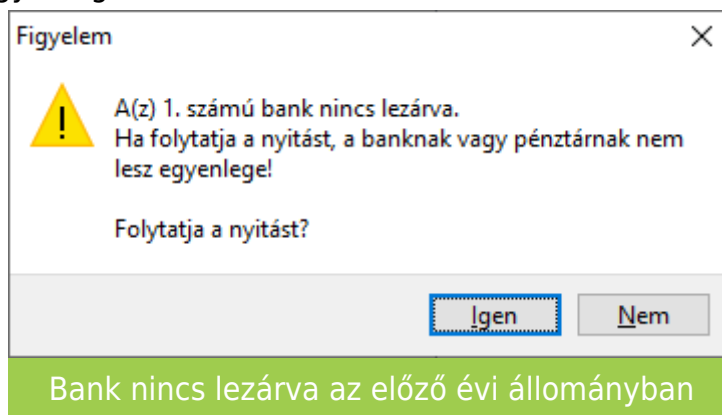 Figyelem
A(z) 1. számú bank nincs lezárva.
Ha folytatja a nyitást, a banknak vagy pénztárnak nem
lesz egyenlege!
Folytatja a nyitást?
Igen
Nem
Bank nincs lezárva az előző évi állományban